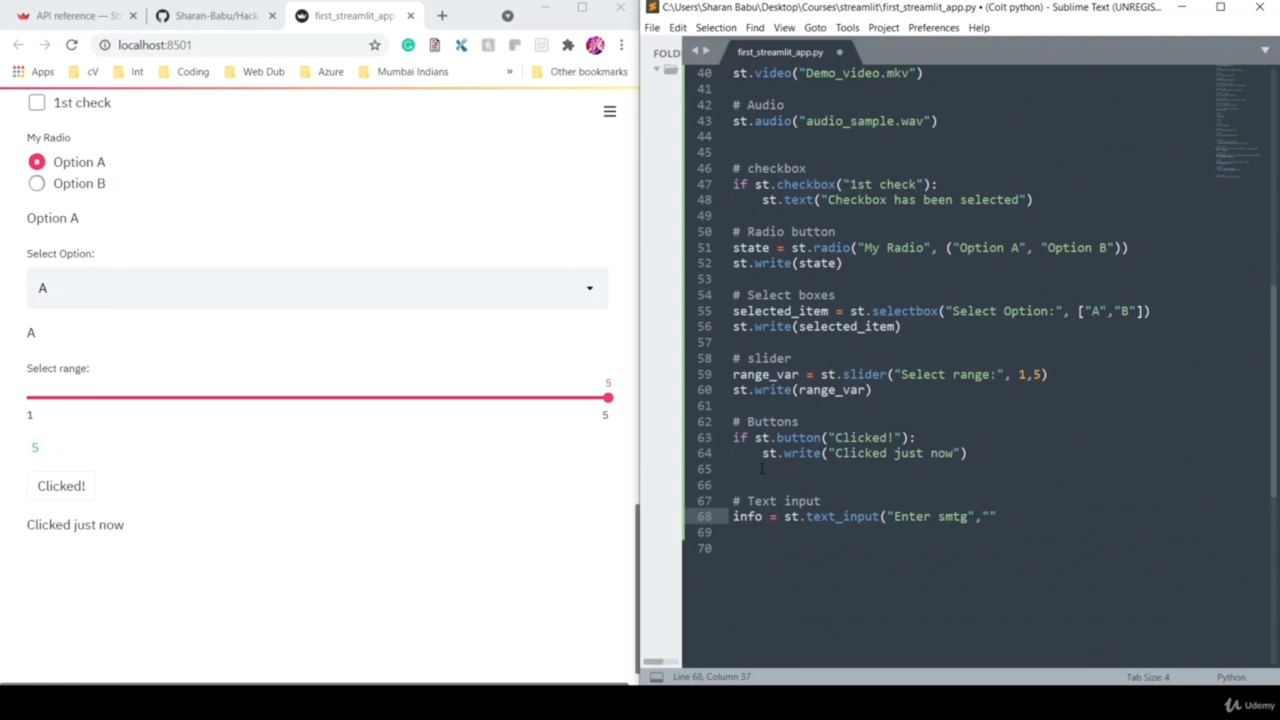 API reference — St
Sharan-Babu/Hack
first_streamlit_app
localhost:8501
Apps
cV
Int
Coding
Web Dub
Azure
Mumbai Indians
»
Other bookmarks
1st check
My Radio
Option A
Option B
Option A
Select Option:
A
A
Select range:
5
1
5
5
Clicked!
Clicked just now
C:\Users\Sharan Babu\Desktop\Courses\streamlit\first_streamlit_app.py • (Colt python) - Sublime Text (UNREGIS...
File Edit Selection Find View Goto Tools Project Preferences Help
FOLD
first_streamlit_app.py
40 st.video("Demo_video.mkv")
41
42 # Audio
43 st.audio("audio_sample.wav")
44
45
46 # checkbox
47 if st.checkbox("1st check"):
48 st.text("Checkbox has been selected")
49
50 # Radio button
51 state = st.radio("My Radio", ("Option A", "Option B"))
52 st.write(state)
53
54 # Select boxes
55 selected_item = st.selectbox("Select Option:", ["A","B"])
56 st.write(selected_item)
57
58 # slider
59 range_var = st.slider("Select range:", 1,5)
60 st.write(range_var)
61
62 # Buttons
63 if st.button("Clicked!"):
64 st.write("Clicked just now")
65
66
67 # Text input
68 info = st.text_input("Enter smtg",""
69
70
Line 68, Column 37
Tab Size: 4
Python
Udemy